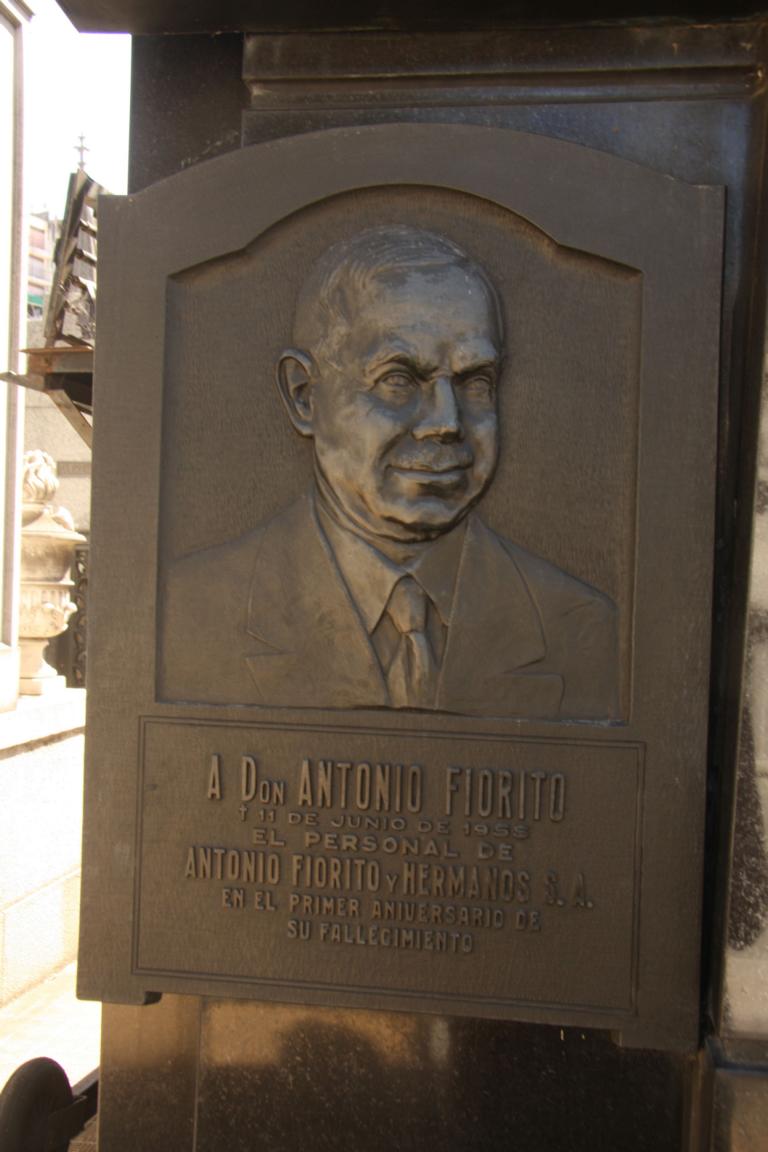 A DON ANTONIO FIORITO
† 11 DE JUNIO DE 1955
EL PERSONAL DE
ANTONIO FIORITO Y HERMANOS S. A.
EN EL PRIMER ANIVERSARIO DE
SU FALLECIMIENTO